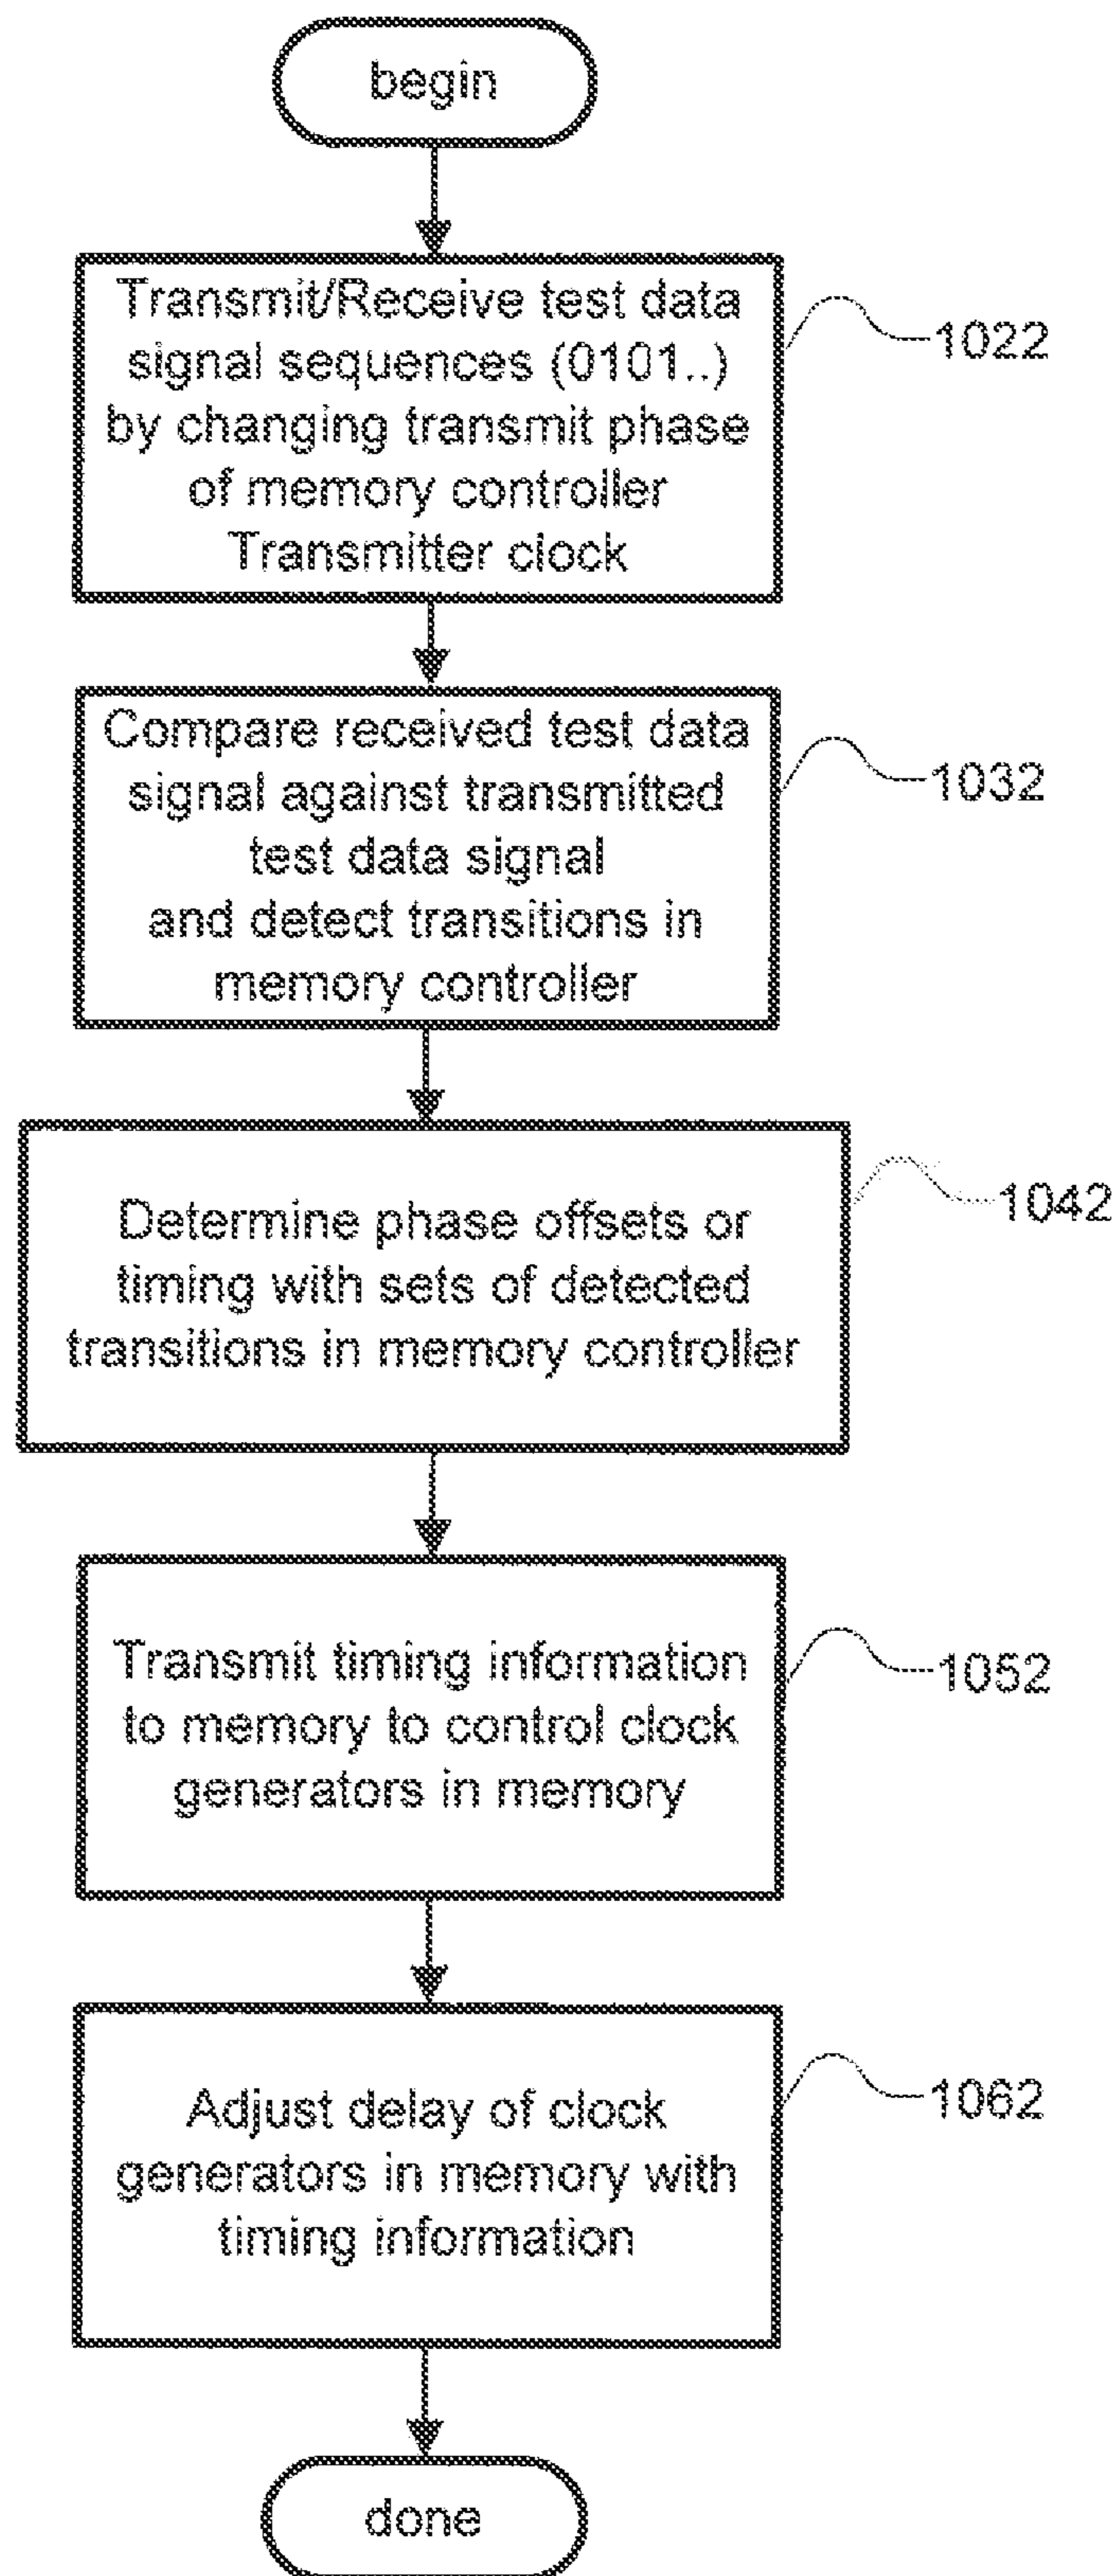 begin
Transmit/Receive test data
signal sequences (0101..)
by changing transmit phase
of memory controller
Transmitter clock
1022
Compare received test data
signal against transmitted
test data signal
and detect transitions in
memory controller
1032
Determine phase offsets or
timing with sets of detected
transitions in memory controller
1042
Transmit timing information
to memory to control clock
generators in memory
1052
Adjust delay of clock
generators in memory with
timing information
1062
done